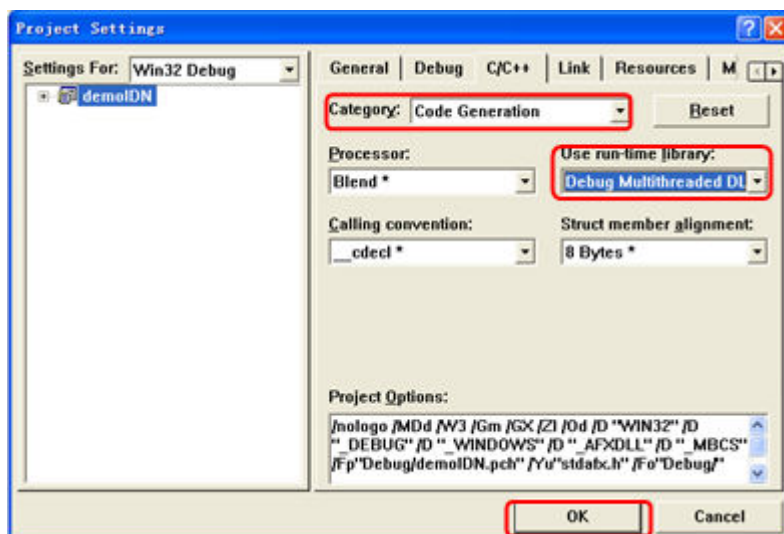 Project Settings
Settings For: Win32 Debug
demoIDN
General Debug C/C++ Link Resources M
Category: Code Generation Reset
Processor: Use run-time library:
Blend * Debug Multithreaded DL
Calling convention: Struct member alignment:
__cdecl * 8 Bytes *
Project Options:
/nologo /MDd /W3 /Gm /GX /ZI /Od /D "WIN32" /D
"_DEBUG" /D "_WINDOWS" /D "_AFXDLL" /D "_MBCS"
/Fp"Debug/demoIDN.pch" /Yu"stdafx.h" /Fo"Debug/"
OK Cancel